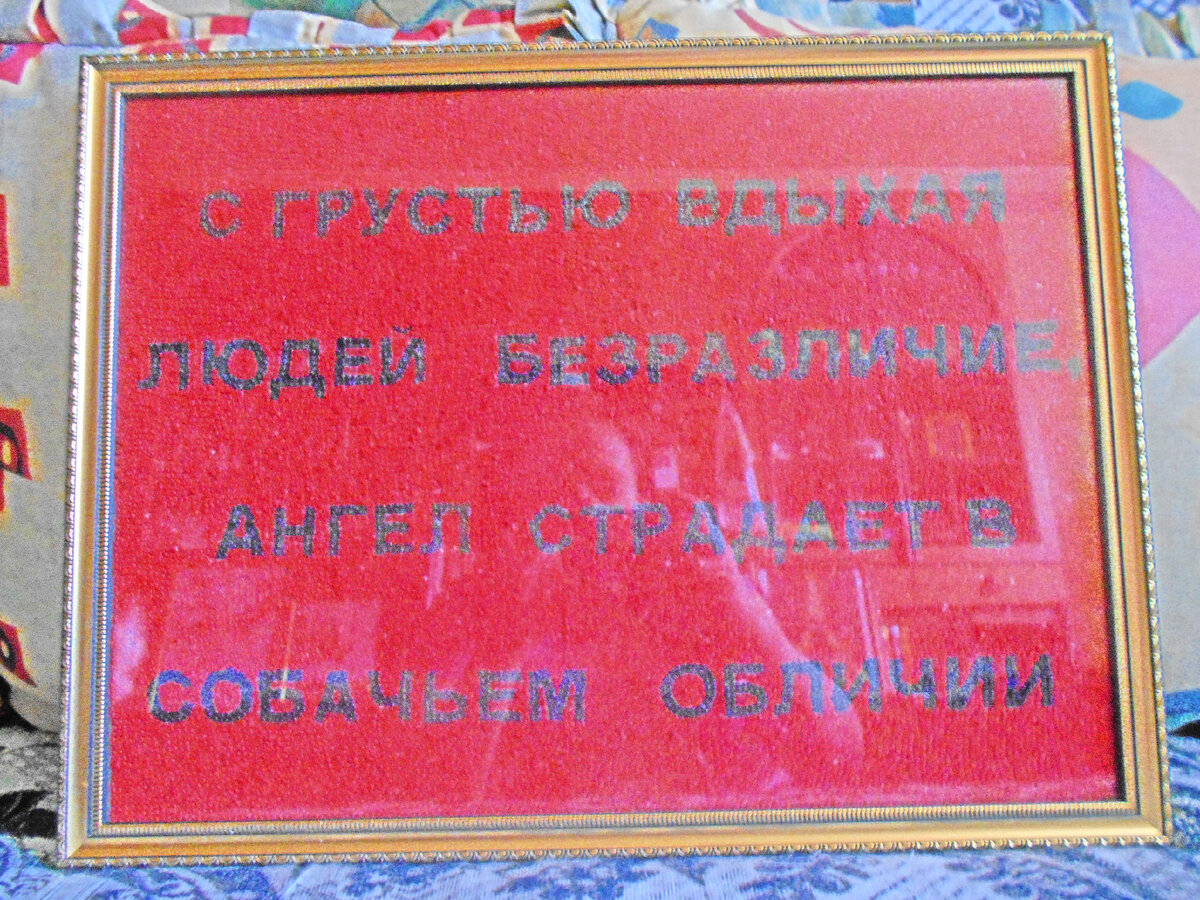 С ГРУСТЬЮ ВДЫХАЯ
ЛЮДЕЙ БЕЗРАЗЛИЧИЕ,
АНГЕЛ СТРАДАЕТ В
СОБАЧЬЕМ ОБЛИЧИИ